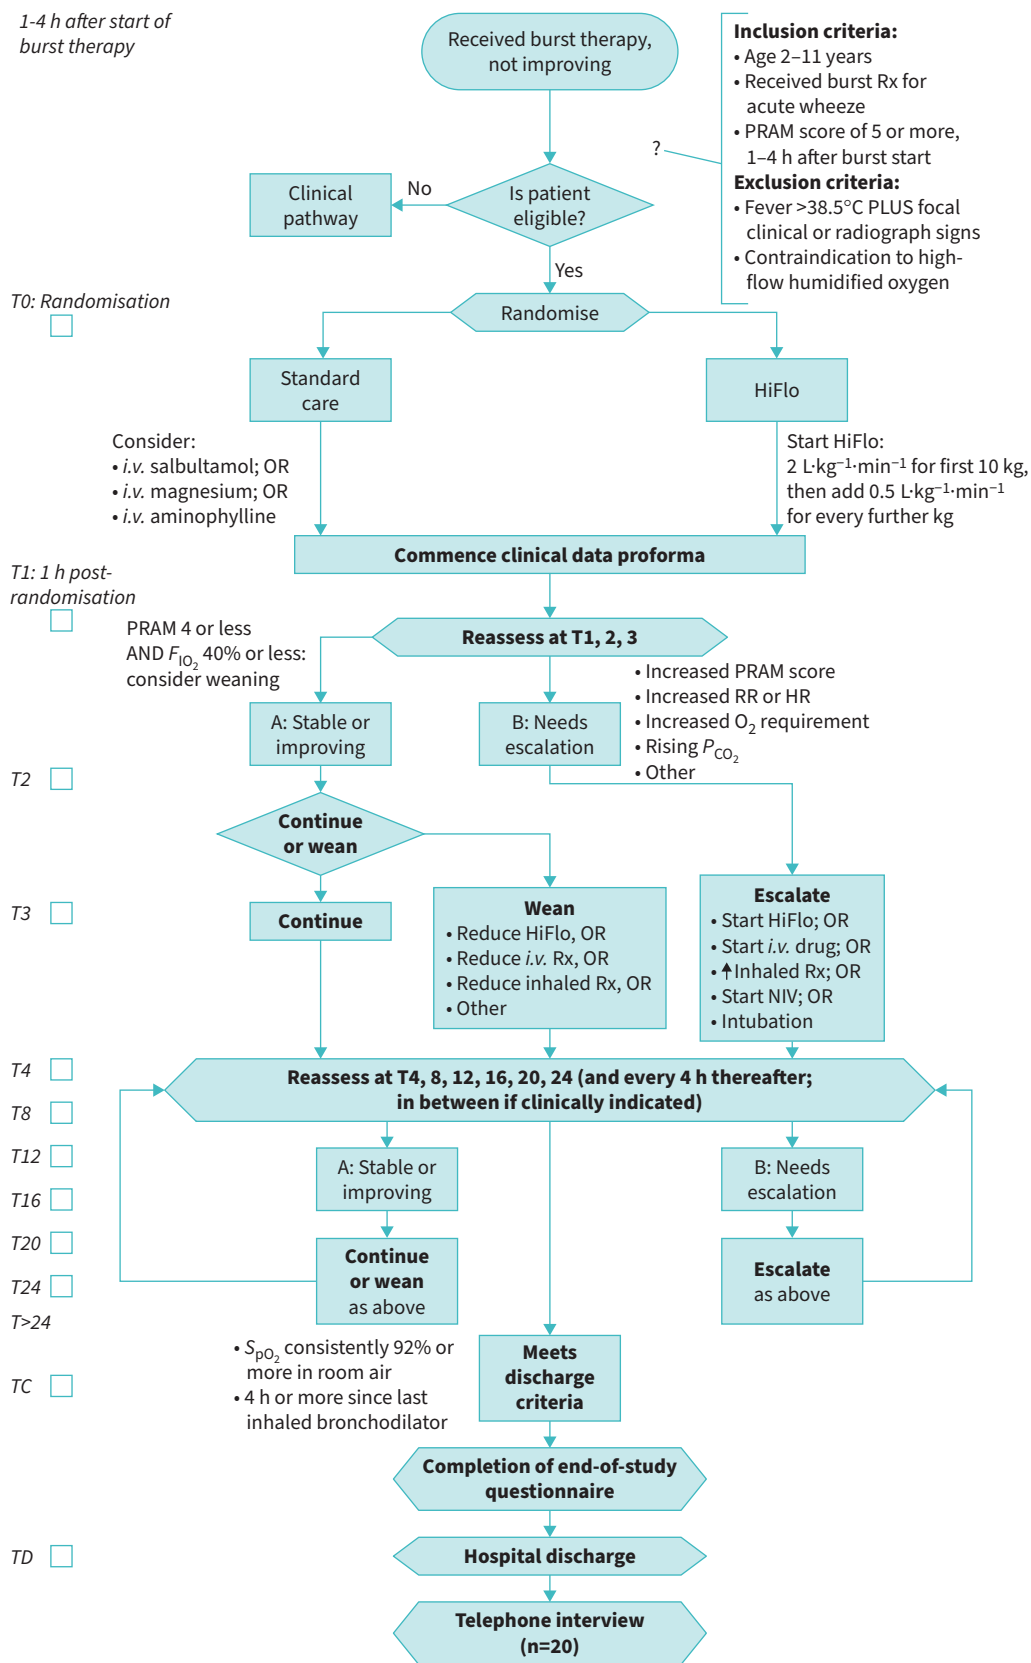 1-4 h after start of
burst therapy
Received burst therapy,
not improving
Inclusion criteria:
• Age 2–11 years
• Received burst Rx for
acute wheeze
• PRAM score of 5 or more,
1–4 h after burst start
Exclusion criteria:
• Fever >38.5°C PLUS focal
clinical or radiograph signs
• Contraindication to high-
flow humidified oxygen
?
Is patient
eligible?
No
Clinical
pathway
Yes
T0: Randomisation
Randomise
Standard
care
HiFlo
Consider:
• i.v. salbutamol; OR
• i.v. magnesium; OR
• i.v. aminophylline
Start HiFlo:
2 L·kg⁻¹·min⁻¹ for first 10 kg,
then add 0.5 L·kg⁻¹·min⁻¹
for every further kg
Commence clinical data proforma
T1: 1 h post-
randomisation
PRAM 4 or less
AND FIO₂ 40% or less:
consider weaning
Reassess at T1, 2, 3
• Increased PRAM score
• Increased RR or HR
• Increased O₂ requirement
• Rising PCO₂
• Other
A: Stable or
improving
B: Needs
escalation
T2
Continue
or wean
T3
Continue
Wean
• Reduce HiFlo, OR
• Reduce i.v. Rx, OR
• Reduce inhaled Rx, OR
• Other
Escalate
• Start HiFlo; OR
• Start i.v. drug; OR
• ↑Inhaled Rx; OR
• Start NIV; OR
• Intubation
T4
Reassess at T4, 8, 12, 16, 20, 24 (and every 4 h thereafter;
in between if clinically indicated)
T8
T12
A: Stable or
improving
B: Needs
escalation
T16
T20
Continue
or wean
as above
Escalate
as above
T24
T>24
• SpO₂ consistently 92% or
more in room air
• 4 h or more since last
inhaled bronchodilator
Meets
discharge
criteria
TC
Completion of end-of-study
questionnaire
TD
Hospital discharge
Telephone interview
(n=20)